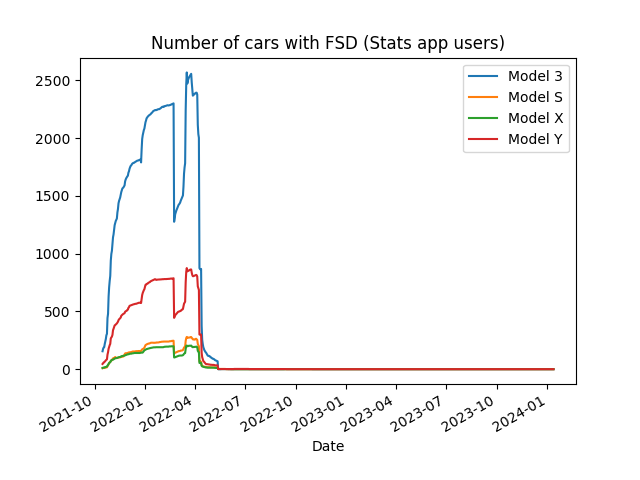 Number of cars with FSD (Stats app users)
Model 3
Model S
Model X
Model Y
2500
2000
1500
1000
500
0
2021-10
2022-01
2022-04
2022-07
2022-10
2023-01
2023-04
2023-07
2023-10
2024-01
Date